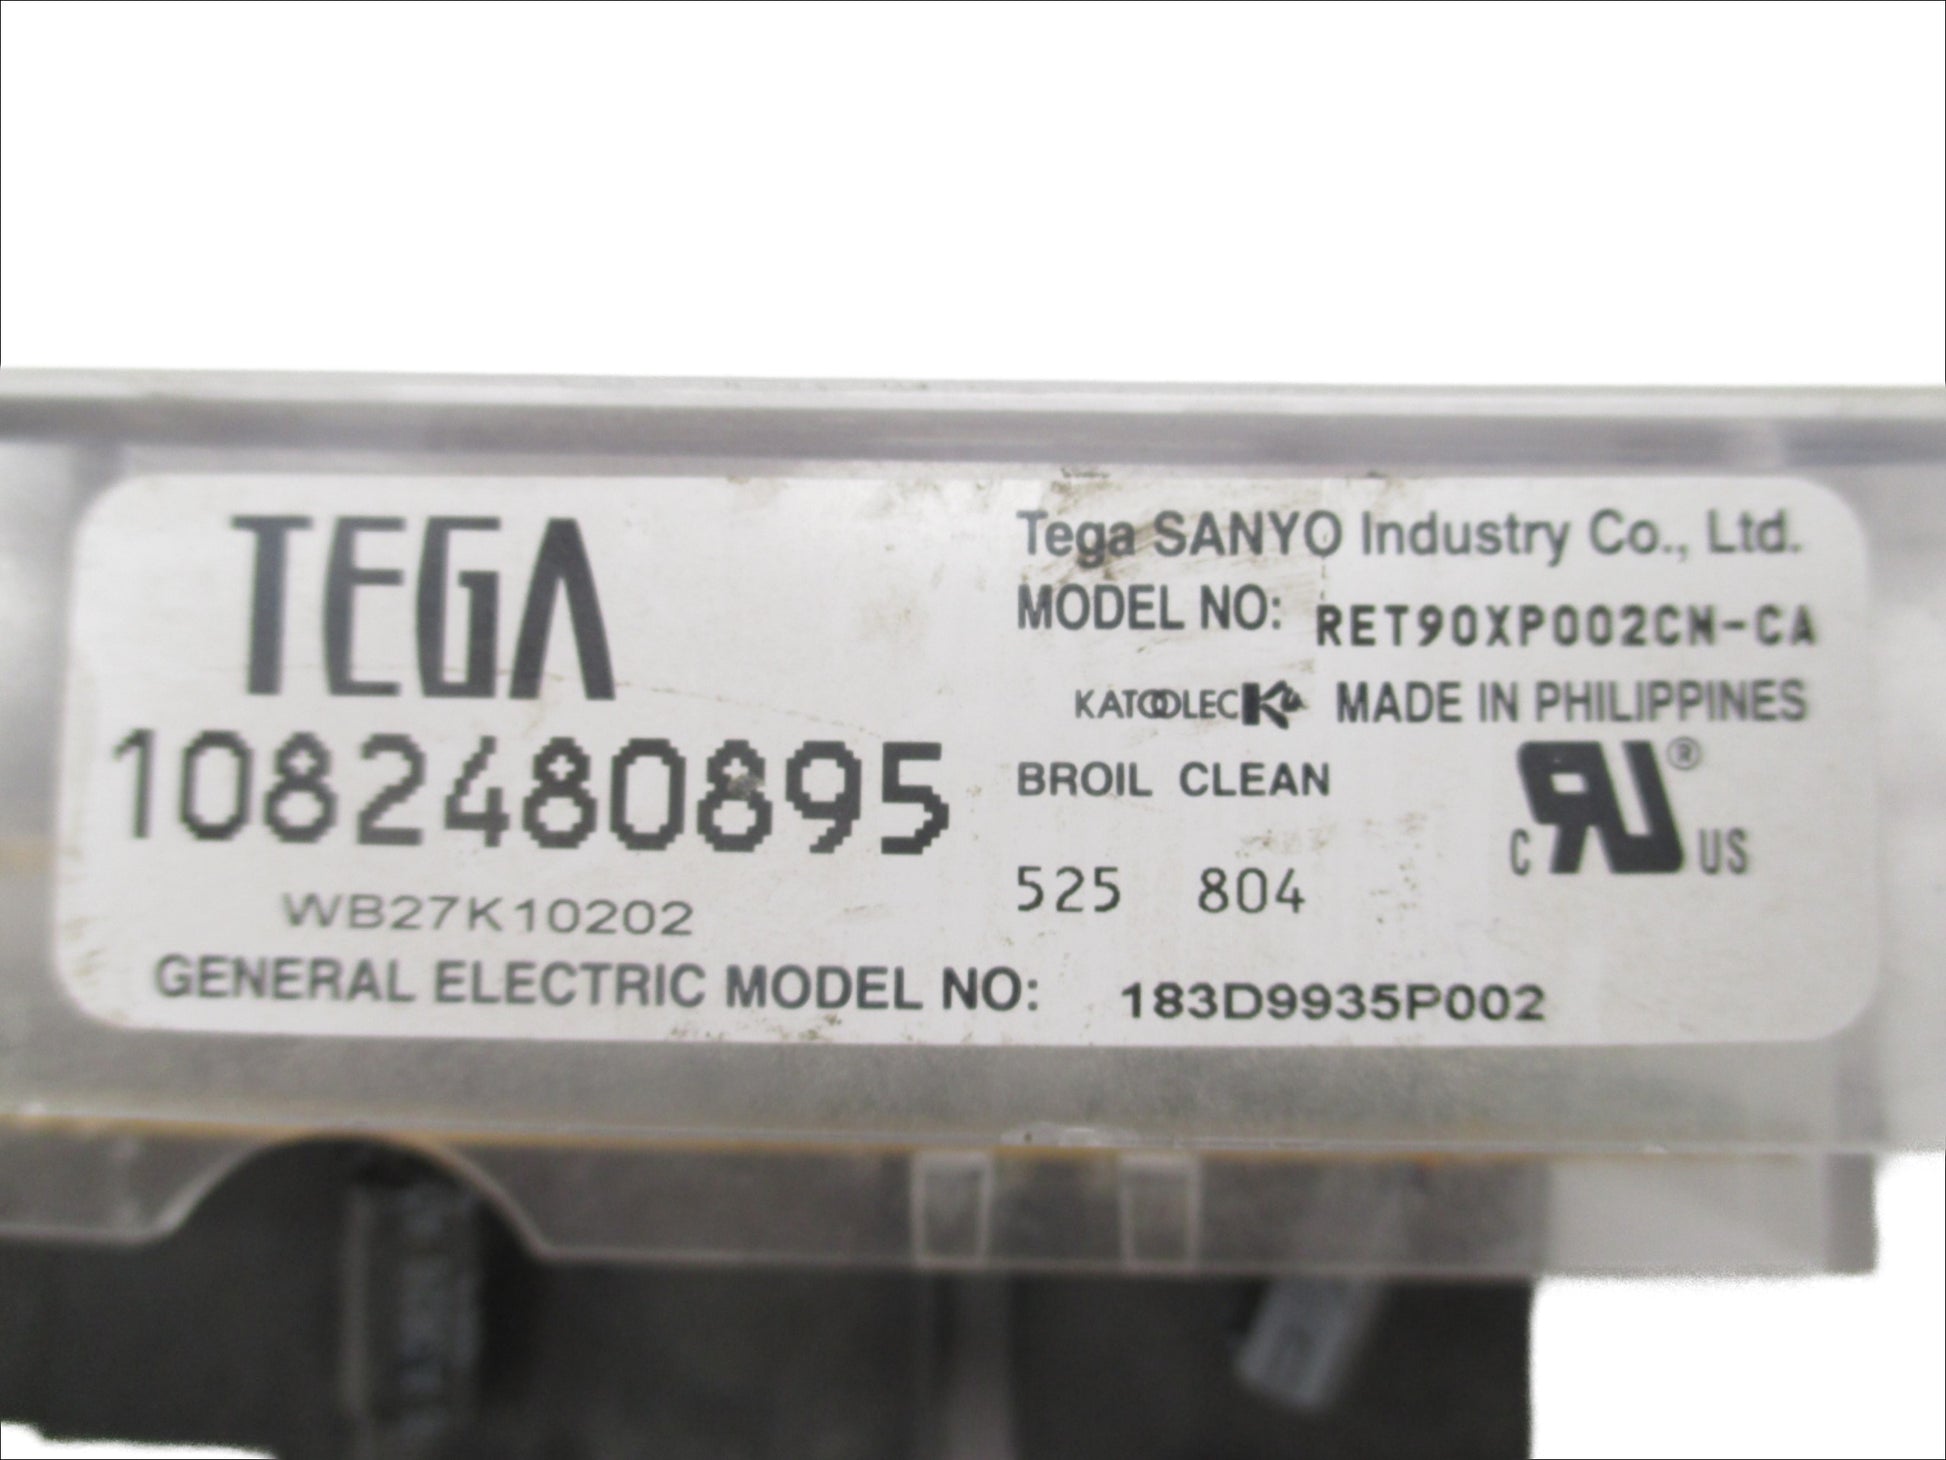 TEGA
1082480895
WB27K10202
GENERAL ELECTRIC MODEL NO: 183D9935P002
Tega SANYO Industry Co., Ltd.
MODEL NO: RET90XP002CN-CA
KATOOLEC MADE IN PHILIPPINES
BROIL CLEAN
525 804
C RU® US